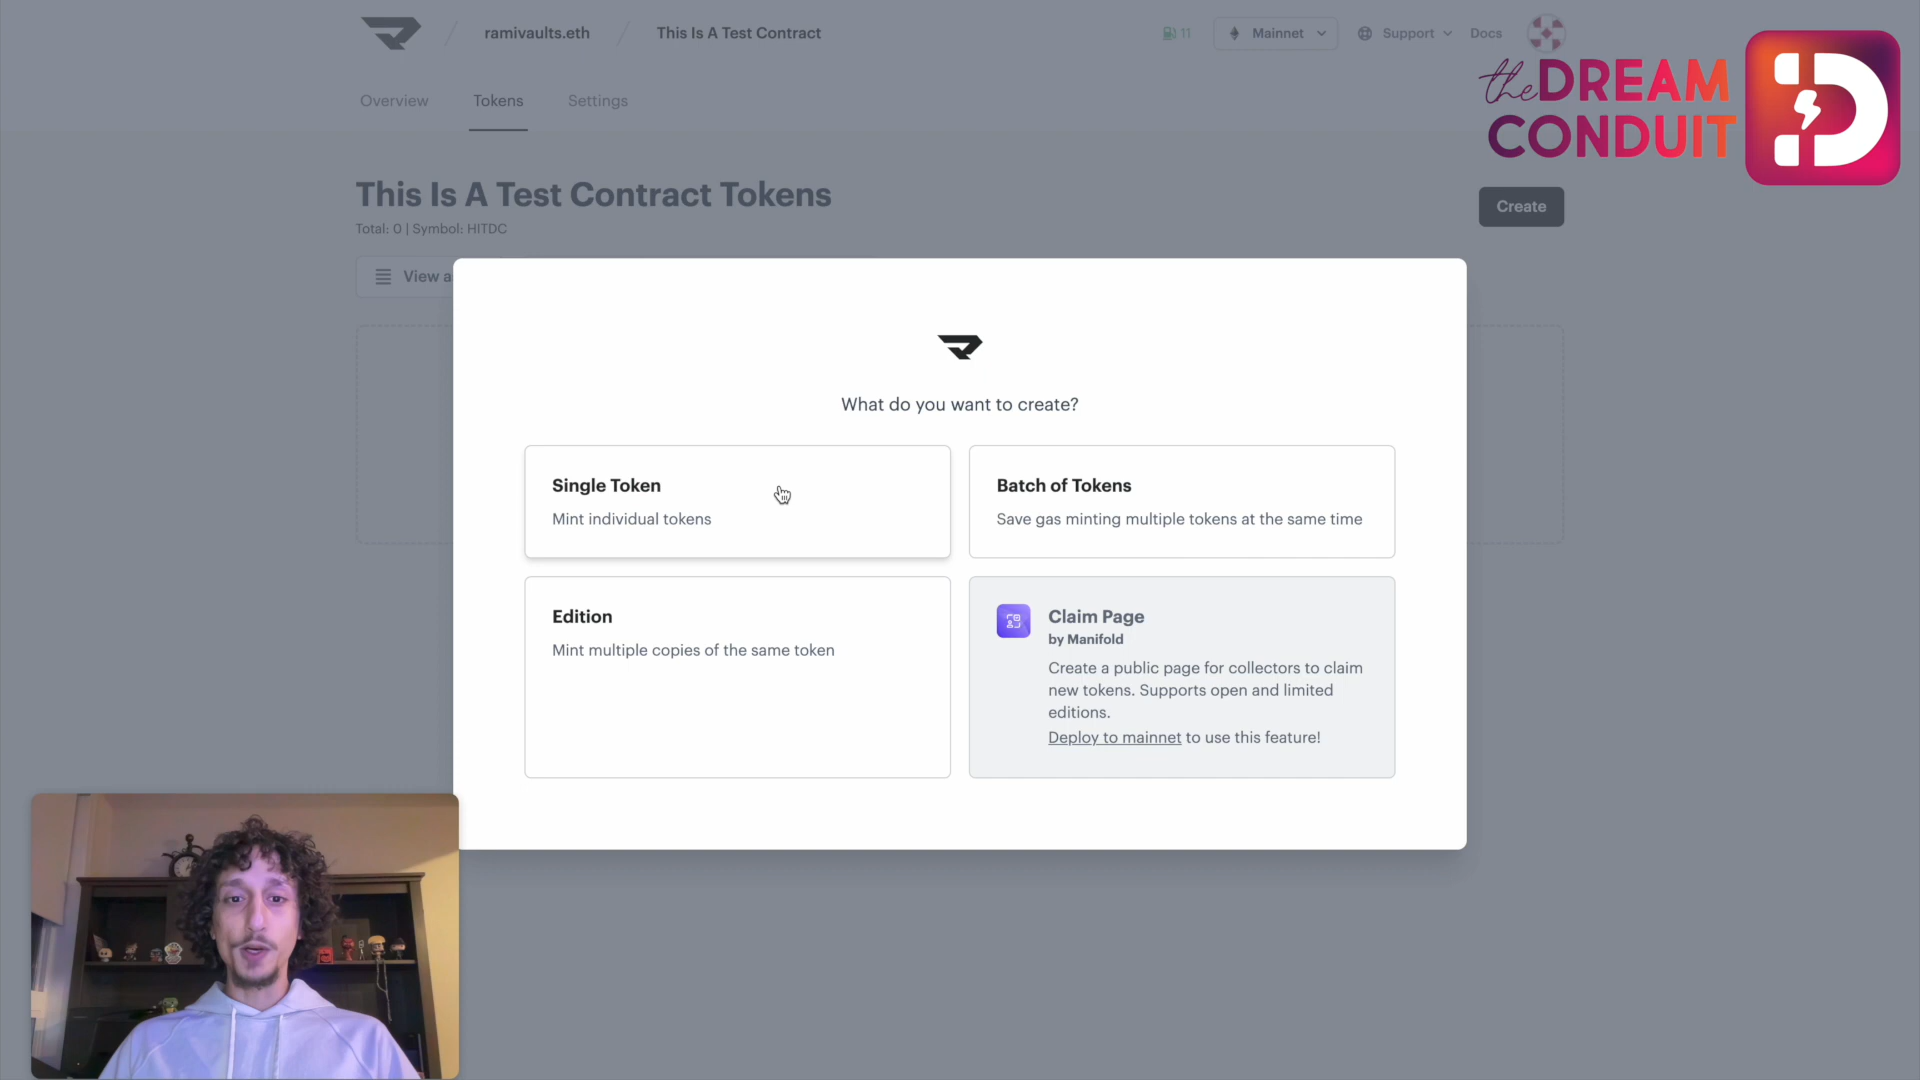 ramivaults.eth
This Is A Test Contract
11
Mainnet
Support
Docs
Overview
Tokens
Settings
the DREAM
CONDUIT
This Is A Test Contract Tokens
Total: 0 | Symbol: HITDC
Create
View a
What do you want to create?
Single Token
Mint individual tokens
Batch of Tokens
Save gas minting multiple tokens at the same time
Edition
Mint multiple copies of the same token
Claim Page
by Manifold
Create a public page for collectors to claim
new tokens. Supports open and limited
editions.
Deploy to mainnet to use this feature!